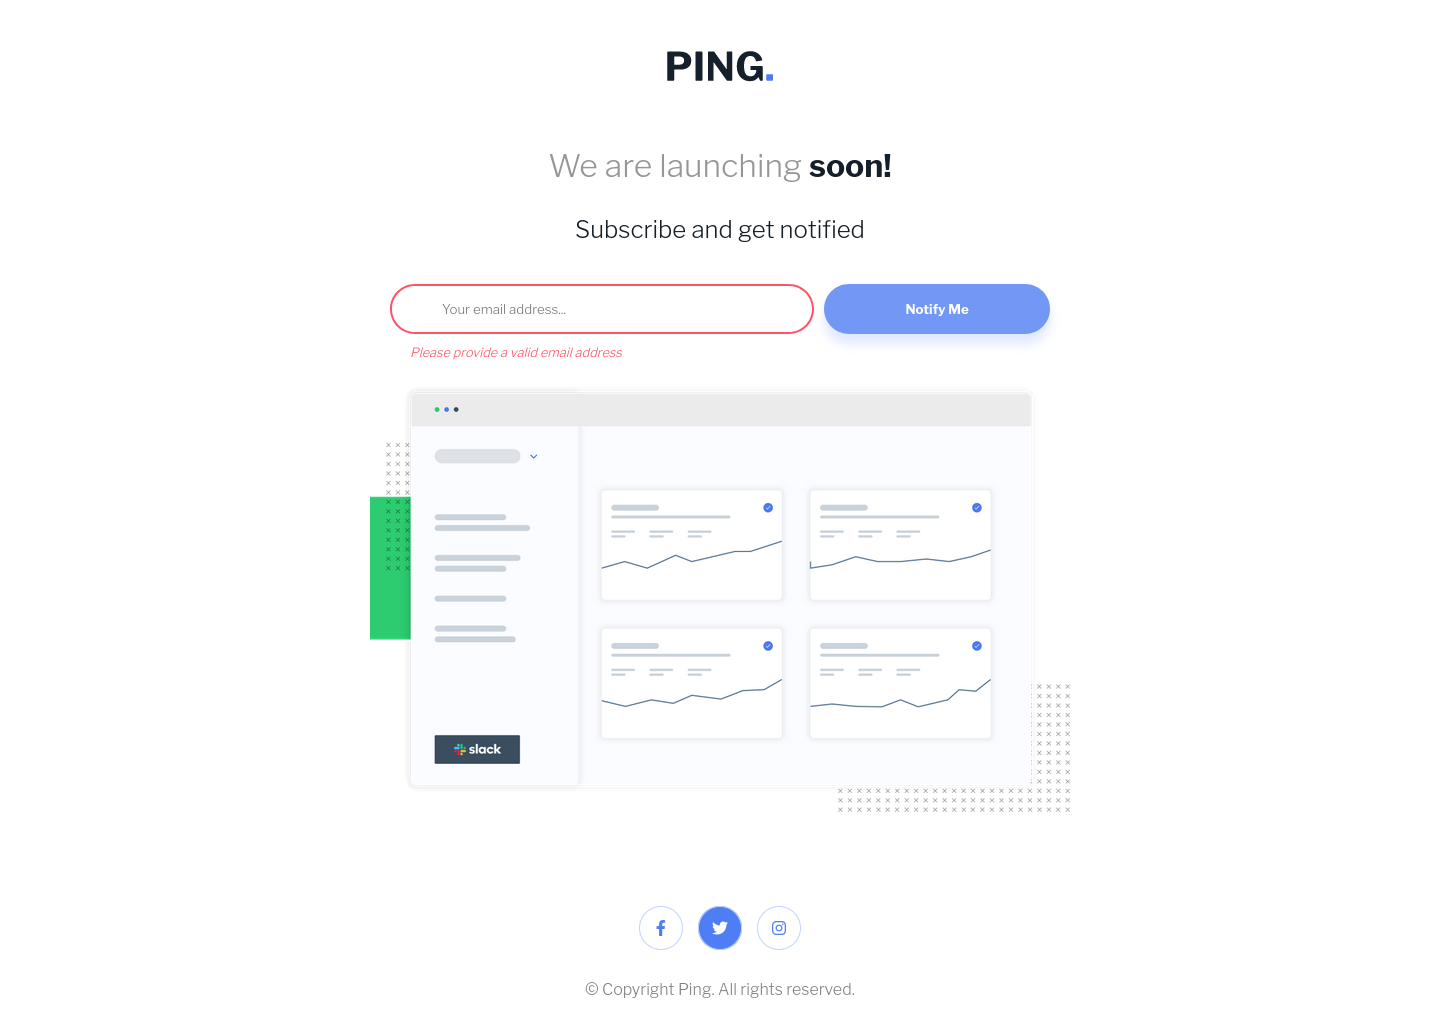 PING.
We are launching soon!
Subscribe and get notified
Your email address...
Notify Me
Please provide a valid email address
slack
© Copyright Ping. All rights reserved.